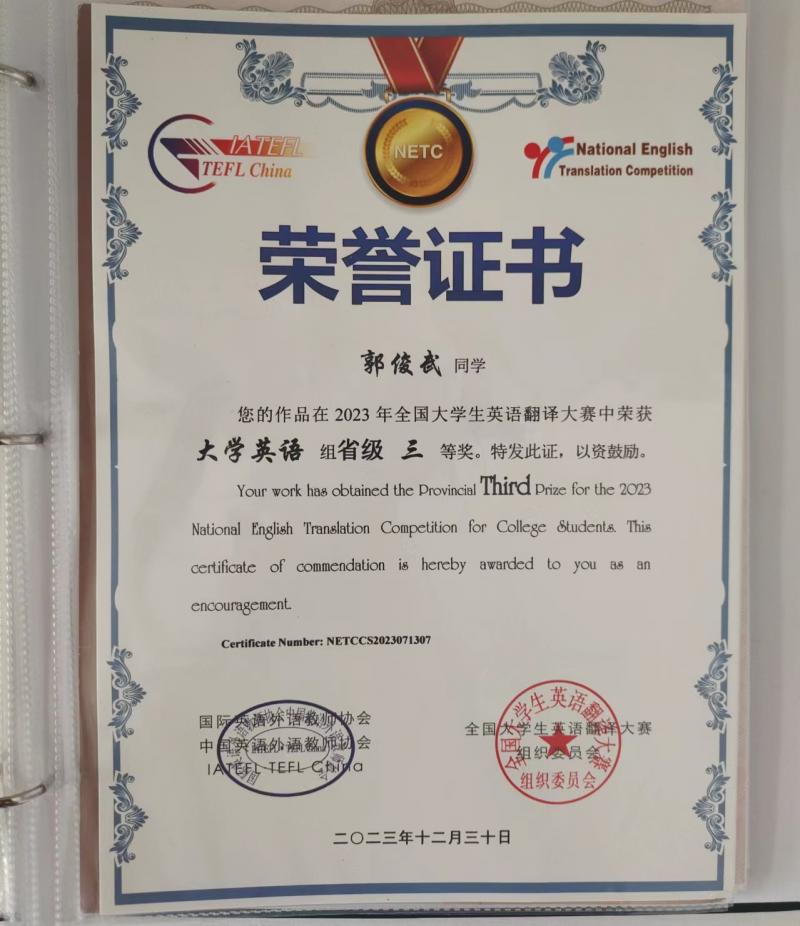 IATEFL
TEFL China
NETC
National English
Translation Competition
荣誉证书
郭俊武 同学
您的作品在 2023 年全国大学生英语翻译大赛中荣获
大学英语 组省级 三 等奖。特发此证，以资鼓励。
Your work has obtained the Provincial Third Prize for the 2023
National English Translation Competition for College Students. This
certificate of commendation is hereby awarded to you as an
encouragement.
Certificate Number: NETCCS2023071307
国际英语外语教师协会
中国英语外语教师协会
IATEFL TEFL China
全国大学生英语翻译大赛
组织委员会
全国大学生英语翻译大赛
组织委员会
二〇二三年十二月三十日